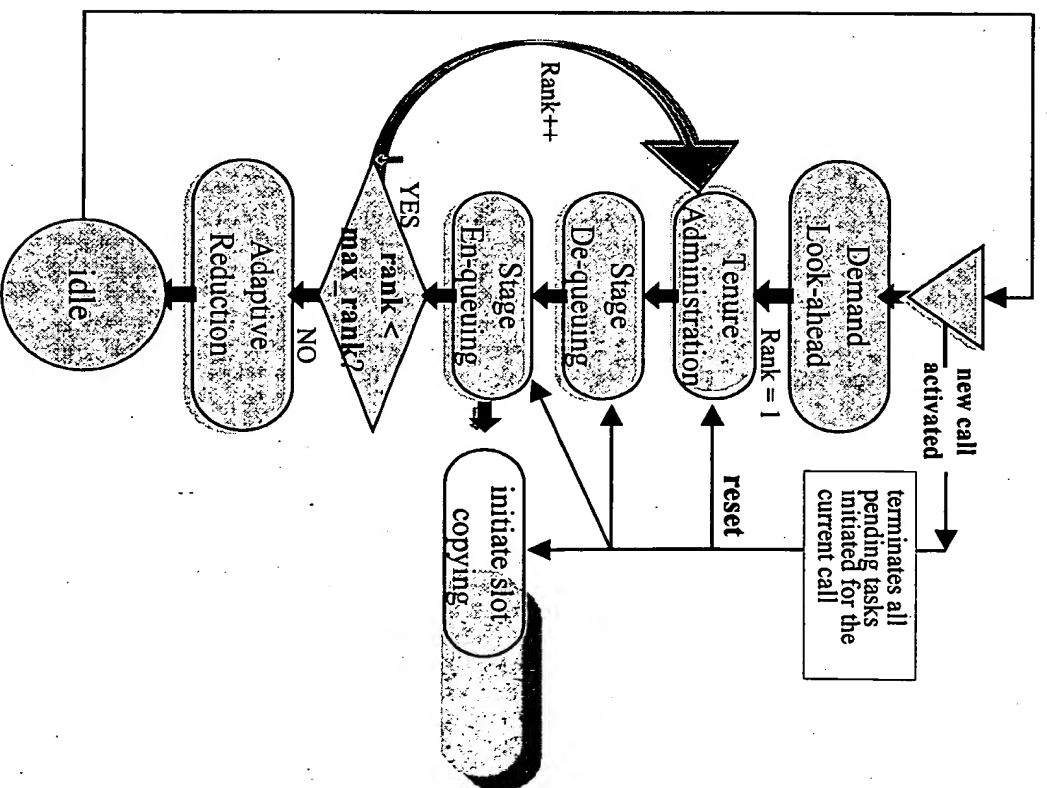 new call
activated
terminates all
pending tasks
initiated for the
current call
Demand
Look-ahead
Rank = 1
reset
Tenure
Administration
Rank++
Stage
De-queuing
Stage
En-queuing
initiate slot
copying
YES
rank <
max_rank?
NO
Adaptive
Reduction
idle